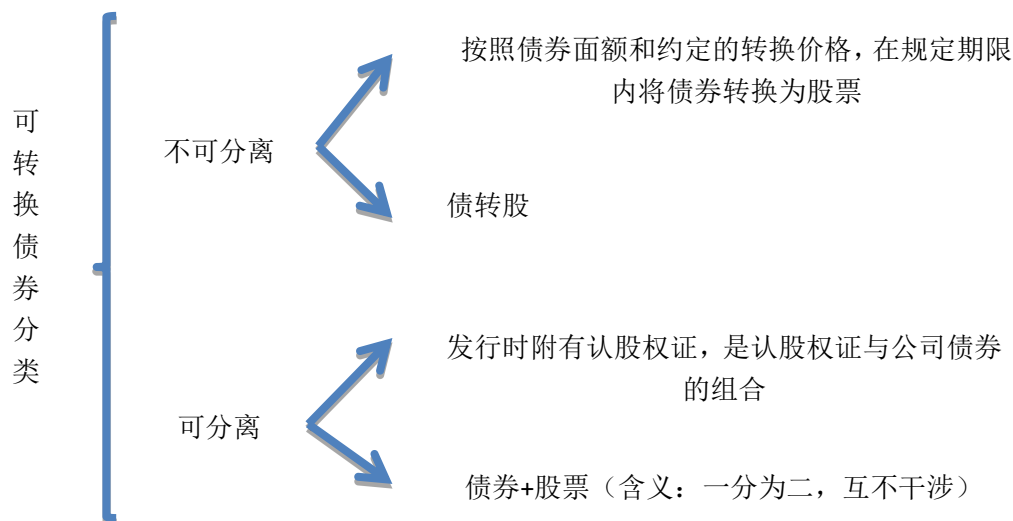 可转换债券分类
不可分离
按照债券面额和约定的转换价格，在规定期限
内将债券转换为股票
债转股
可分离
发行时附有认股权证，是认股权证与公司债券
的组合
债券+股票（含义：一分为二，互不干涉）